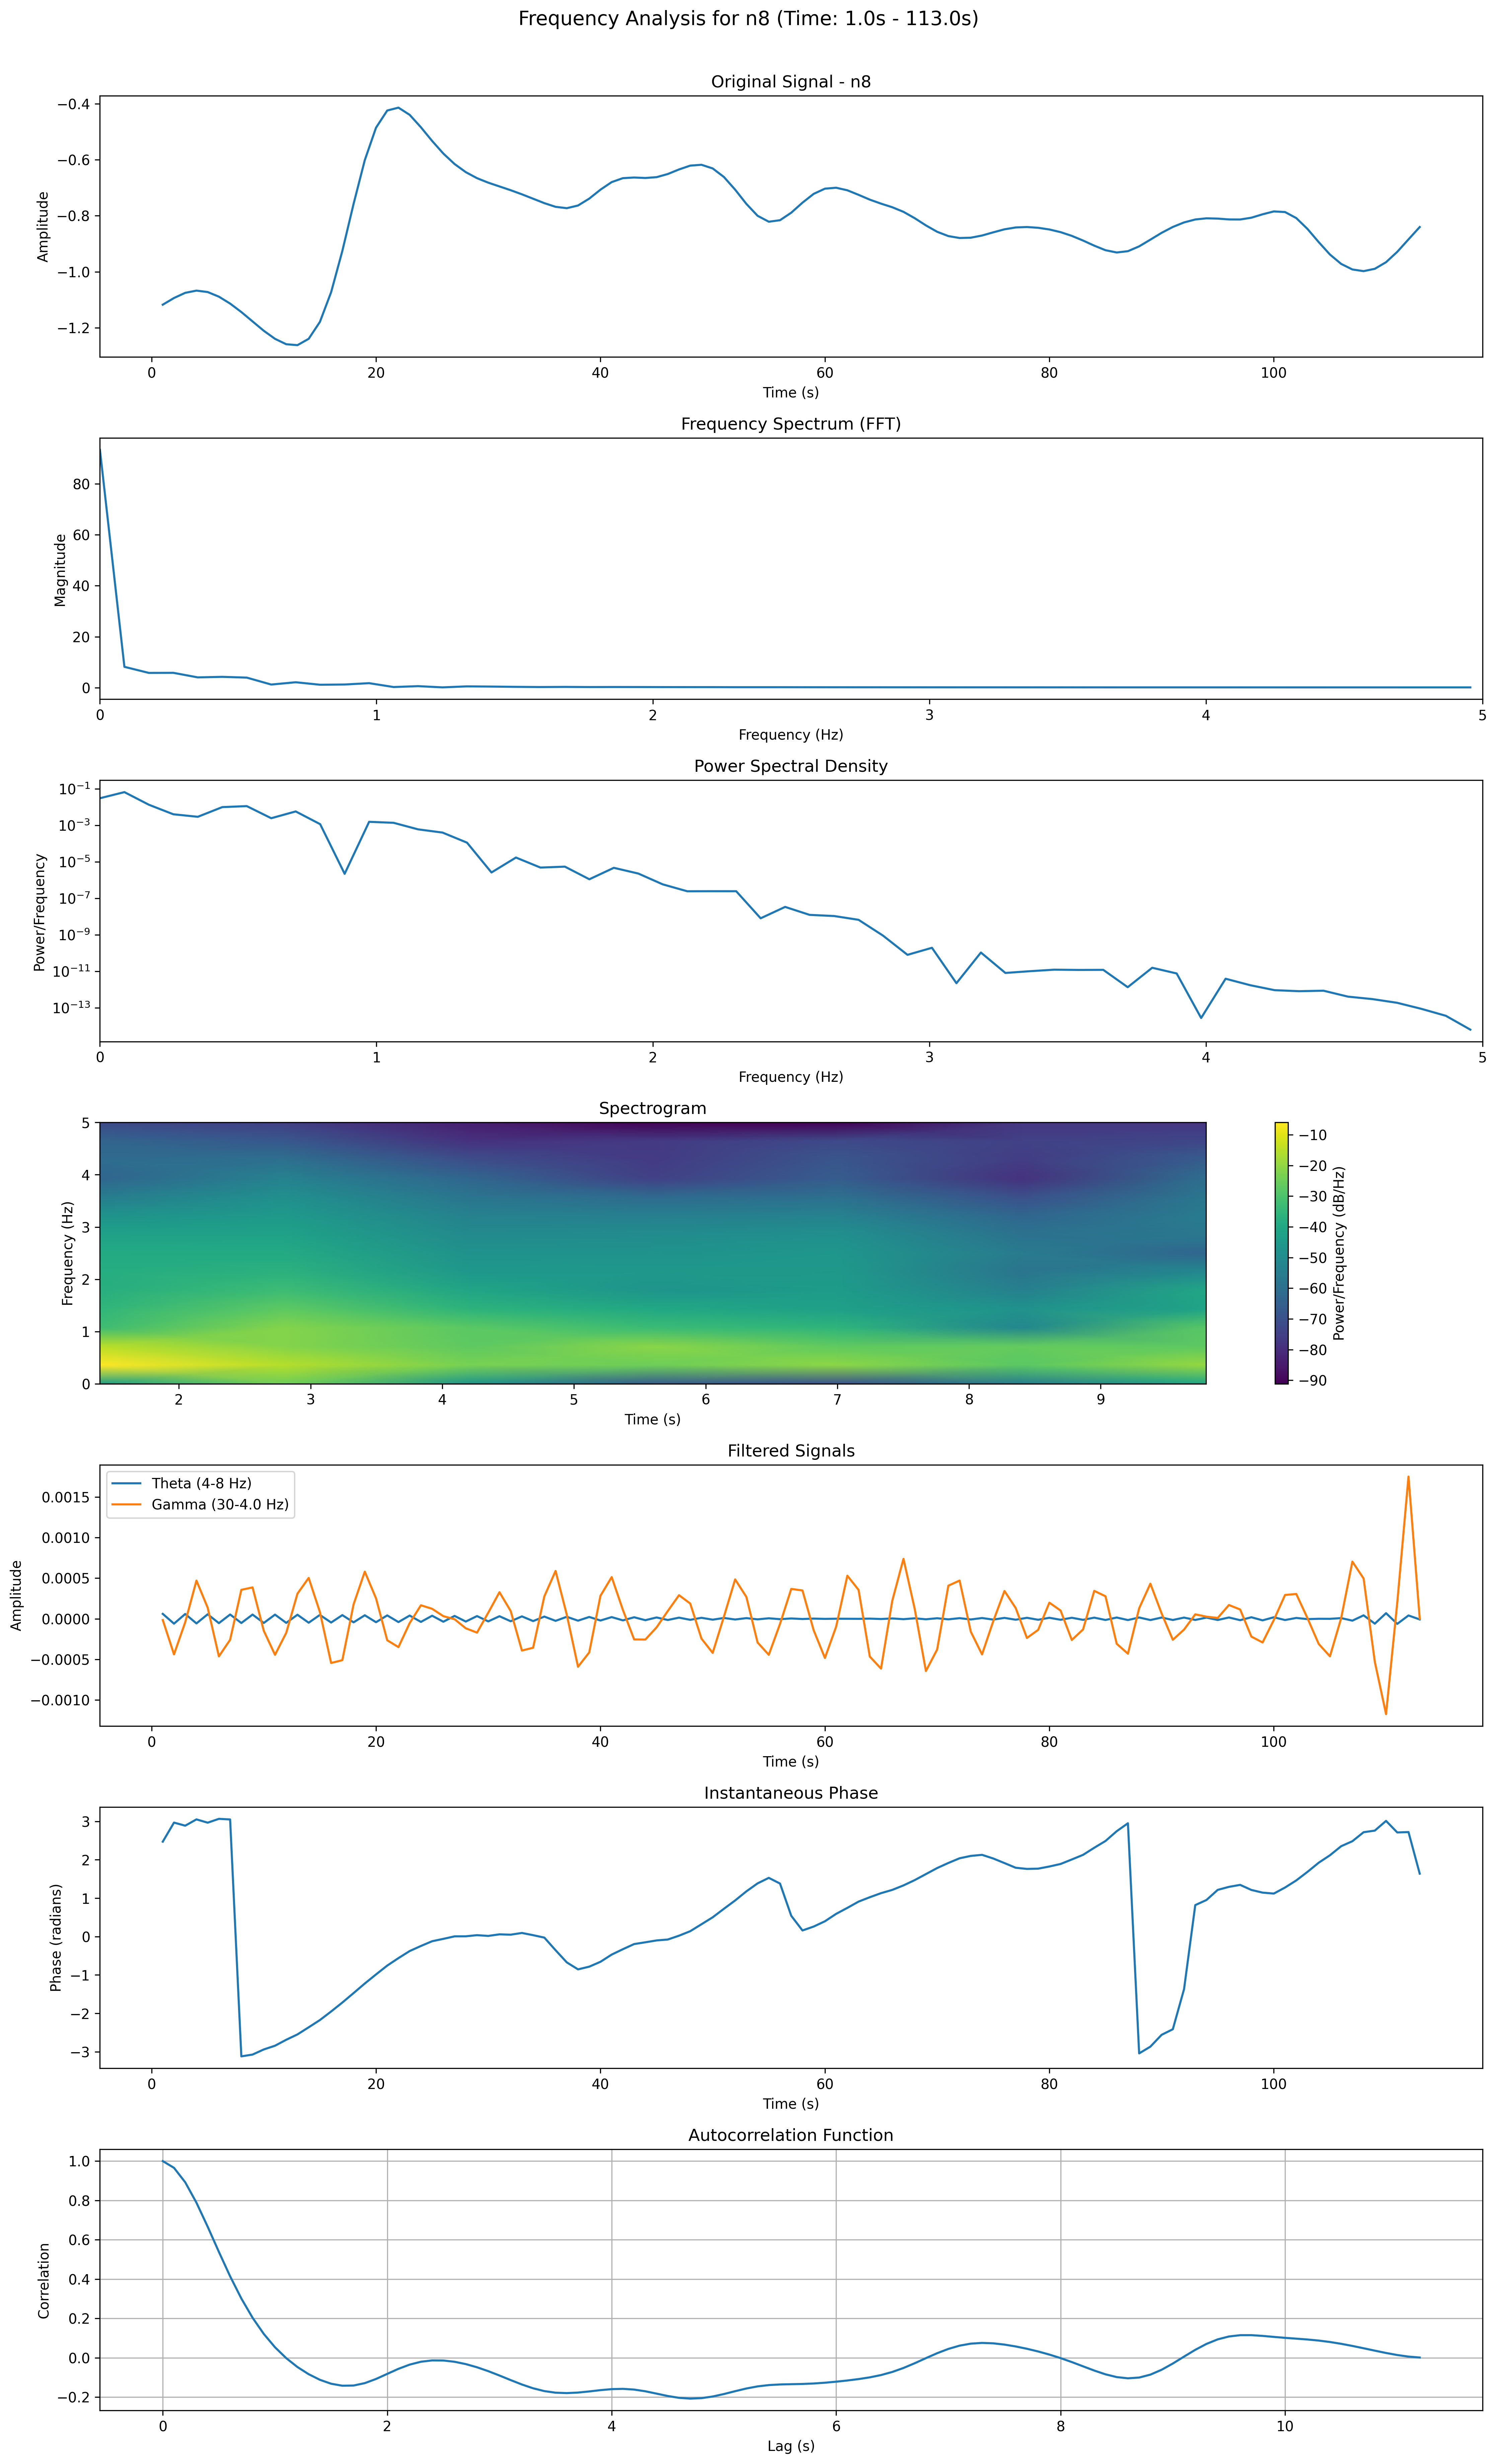 Frequency Analysis for n8 (Time: 1.0s - 113.0s)
Original Signal - n8
Amplitude
−0.4
−0.6
−0.8
−1.0
−1.2
0 20 40 60 80 100
Time (s)
Frequency Spectrum (FFT)
Magnitude
80
60
40
20
0
0 1 2 3 4 5
Frequency (Hz)
Power Spectral Density
Power/Frequency
10⁻¹
10⁻³
10⁻⁵
10⁻⁷
10⁻⁹
10⁻¹¹
10⁻¹³
0 1 2 3 4 5
Frequency (Hz)
Spectrogram
Frequency (Hz)
5
4
3
2
1
0
2 3 4 5 6 7 8 9
Time (s)
−10
−20
−30
−40
−50
−60
−70
−80
−90
Power/Frequency (dB/Hz)
Filtered Signals
Theta (4-8 Hz)
Gamma (30-4.0 Hz)
Amplitude
0.0015
0.0010
0.0005
0.0000
−0.0005
−0.0010
0 20 40 60 80 100
Time (s)
Instantaneous Phase
Phase (radians)
3
2
1
0
−1
−2
−3
0 20 40 60 80 100
Time (s)
Autocorrelation Function
Correlation
1.0
0.8
0.6
0.4
0.2
0.0
−0.2
0 2 4 6 8 10
Lag (s)